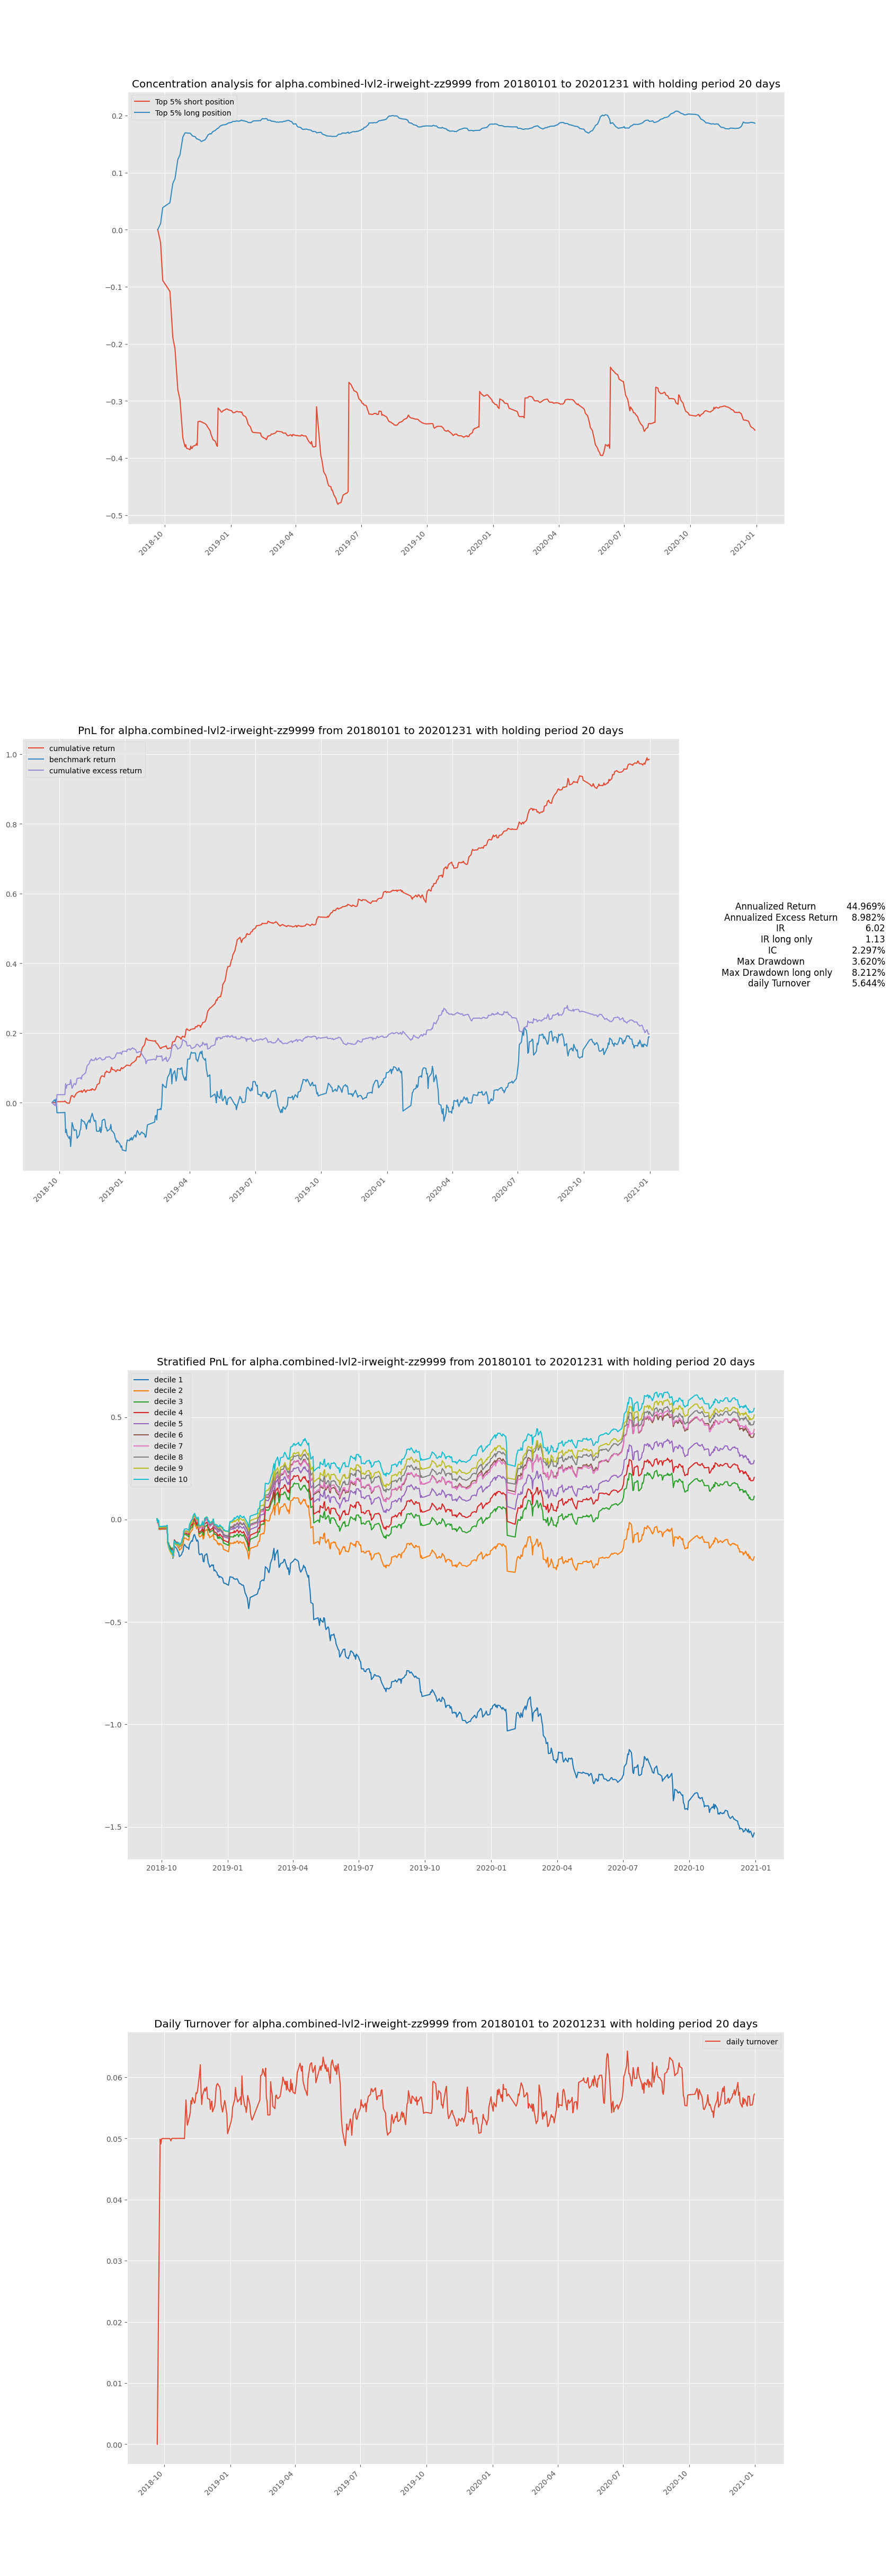 Concentration analysis for alpha.combined-lvl2-irweight-zz9999 from 20180101 to 20201231 with holding period 20 days
Top 5% short position
Top 5% long position
0.2
0.1
0.0
−0.1
−0.2
−0.3
−0.4
−0.5
2018-10
2019-01
2019-04
2019-07
2019-10
2020-01
2020-04
2020-07
2020-10
2021-01
PnL for alpha.combined-lvl2-irweight-zz9999 from 20180101 to 20201231 with holding period 20 days
cumulative return
benchmark return
cumulative excess return
1.0
0.8
0.6
0.4
0.2
0.0
2018-10
2019-01
2019-04
2019-07
2019-10
2020-01
2020-04
2020-07
2020-10
2021-01
Annualized Return 44.969%
Annualized Excess Return 8.982%
IR 6.02
IR long only 1.13
IC 2.297%
Max Drawdown 3.620%
Max Drawdown long only 8.212%
daily Turnover 5.644%
Stratified PnL for alpha.combined-lvl2-irweight-zz9999 from 20180101 to 20201231 with holding period 20 days
decile 1
decile 2
decile 3
decile 4
decile 5
decile 6
decile 7
decile 8
decile 9
decile 10
0.5
0.0
−0.5
−1.0
−1.5
2018-10
2019-01
2019-04
2019-07
2019-10
2020-01
2020-04
2020-07
2020-10
2021-01
Daily Turnover for alpha.combined-lvl2-irweight-zz9999 from 20180101 to 20201231 with holding period 20 days
daily turnover
0.06
0.05
0.04
0.03
0.02
0.01
0.00
2018-10
2019-01
2019-04
2019-07
2019-10
2020-01
2020-04
2020-07
2020-10
2021-01